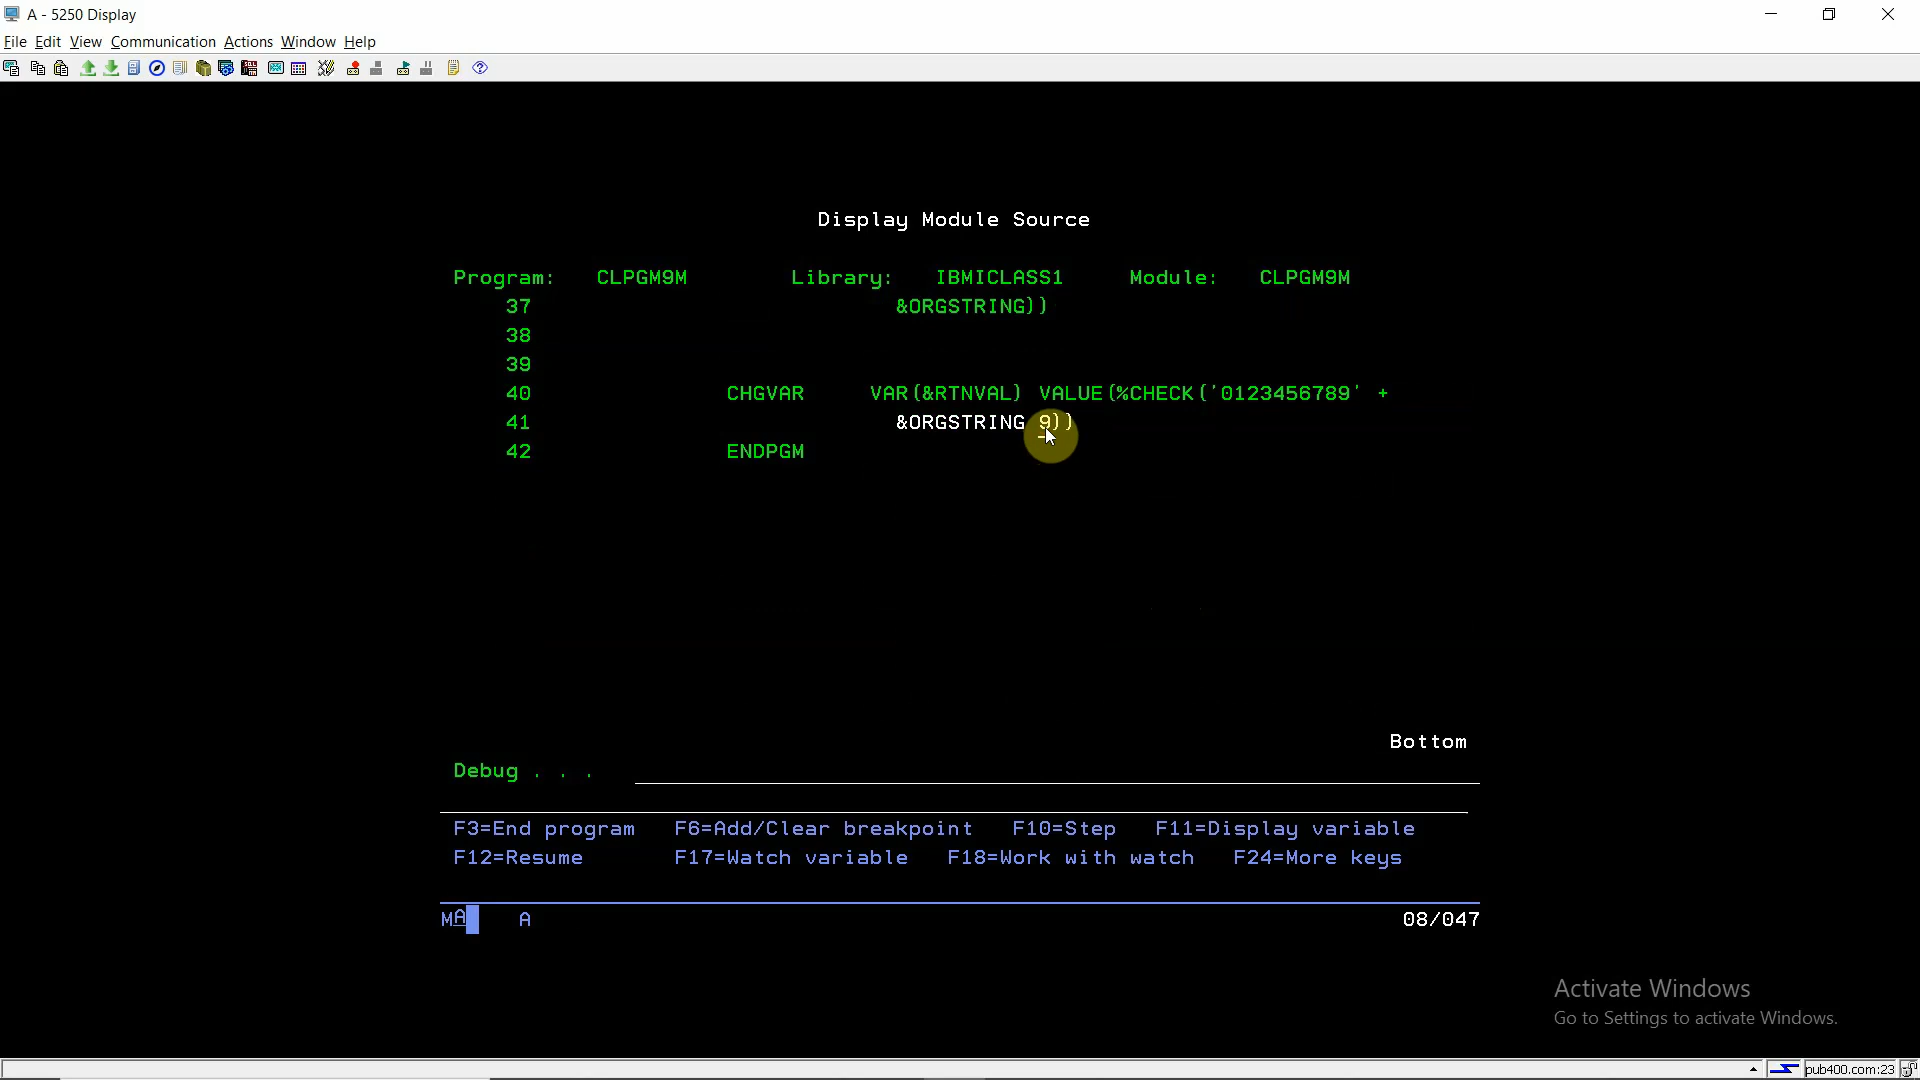 A - 5250 Display
File Edit View Communication Actions Window Help
Display Module Source
Program: CLPGM9M Library: IBMICLASS1 Module: CLPGM9M
37 &ORGSTRING))
38
39
40 CHGVAR VAR(&RTNVAL) VALUE(%CHECK('0123456789' +
41 &ORGSTRING 9))
42 ENDPGM
Bottom
Debug . . .
F3=End program F6=Add/Clear breakpoint F10=Step F11=Display variable
F12=Resume F17=Watch variable F18=Work with watch F24=More keys
MA A 08/047
Activate Windows
Go to Settings to activate Windows.
pub400.com:23